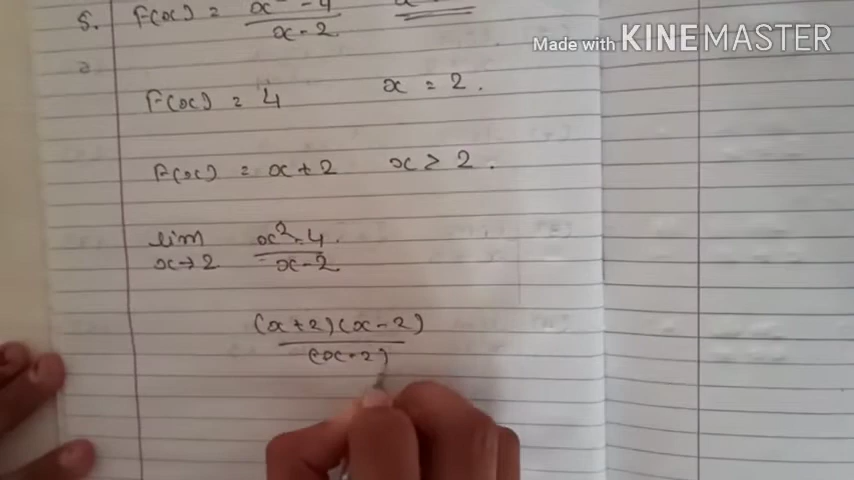 5. F(x) = x² - 4
x - 2
Made with KINEMASTER
F(x) = 4 x = 2 .
F(x) = x + 2 x > 2 .
lim x² - 4
x → 2 x - 2
(x + 2) (x - 2)
(x - 2)